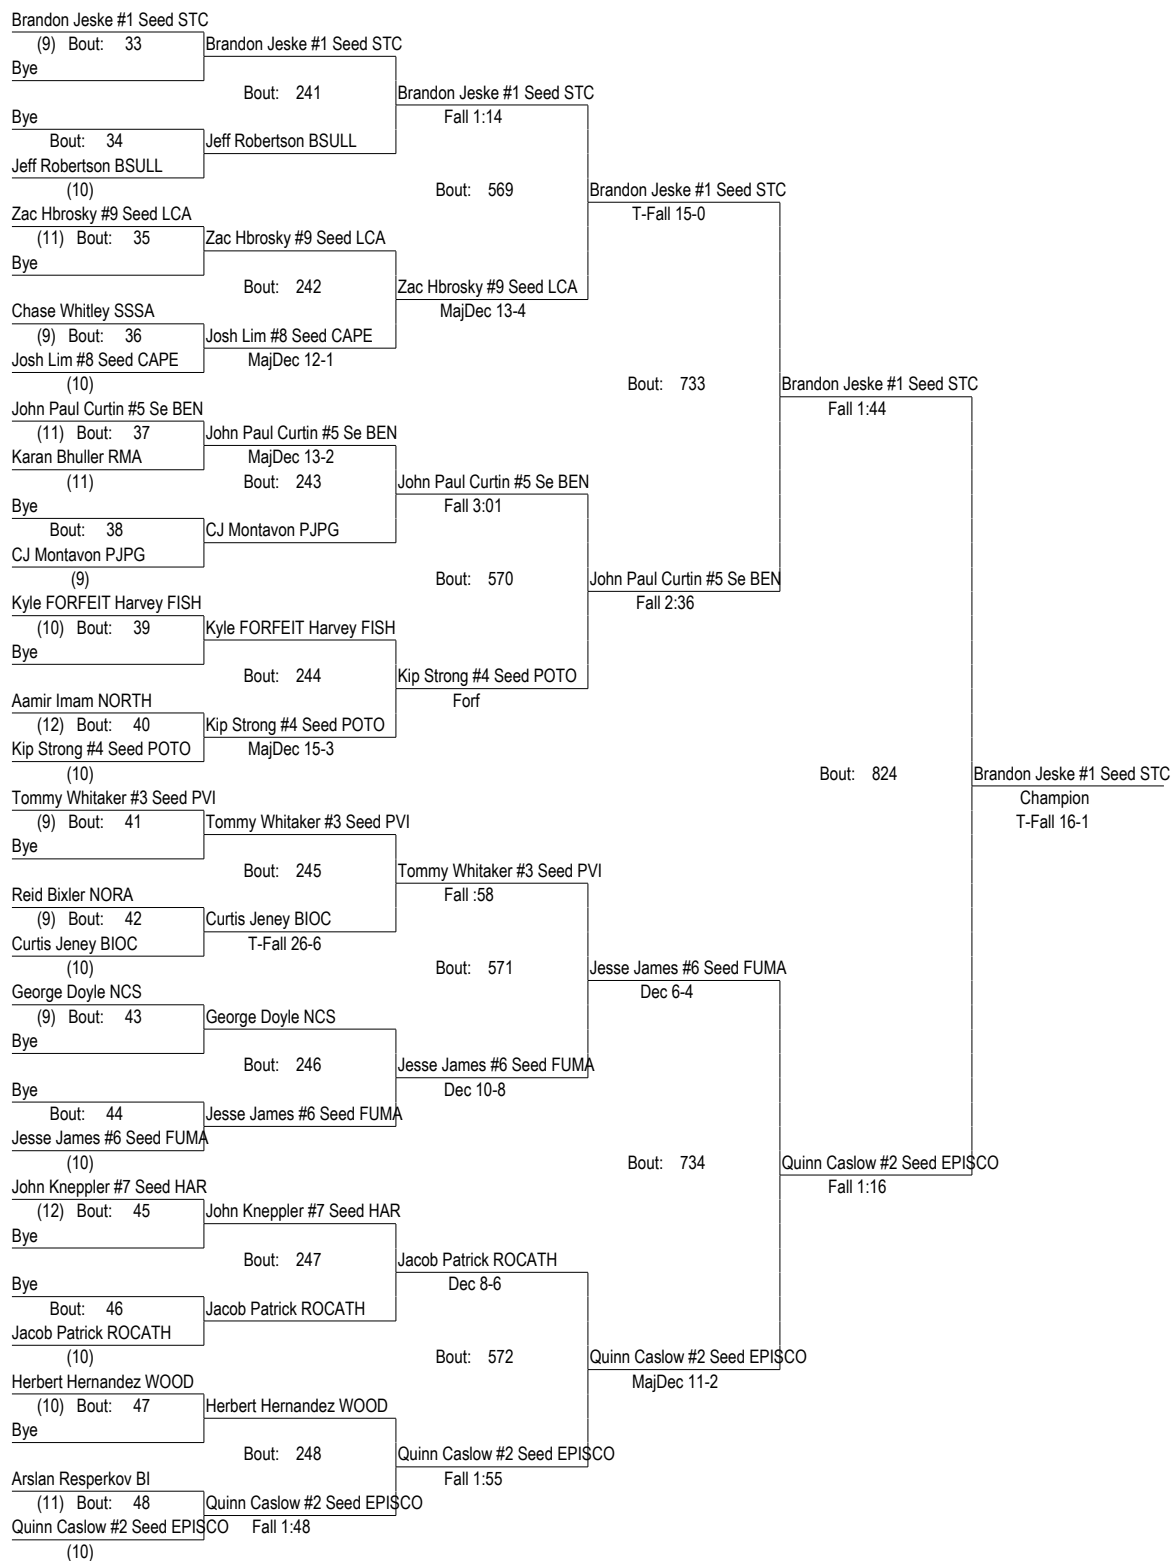 Brandon Jeske #1 Seed STC
(9) Bout: 33 Brandon Jeske #1 Seed STC
Bye
Bout: 241 Brandon Jeske #1 Seed STC
Bye Fall 1:14
Bout: 34 Jeff Robertson BSULL
Jeff Robertson BSULL
(10) Bout: 569 Brandon Jeske #1 Seed STC
Zac Hbrosky #9 Seed LCA T-Fall 15-0
(11) Bout: 35 Zac Hbrosky #9 Seed LCA
Bye
Bout: 242 Zac Hbrosky #9 Seed LCA
Chase Whitley SSSA MajDec 13-4
(9) Bout: 36 Josh Lim #8 Seed CAPE
Josh Lim #8 Seed CAPE MajDec 12-1
(10) Bout: 733 Brandon Jeske #1 Seed STC
John Paul Curtin #5 Se BEN Fall 1:44
(11) Bout: 37 John Paul Curtin #5 Se BEN
Karan Bhuller RMA MajDec 13-2
(11) Bout: 243 John Paul Curtin #5 Se BEN
Bye Fall 3:01
Bout: 38 CJ Montavon PJPG
CJ Montavon PJPG
(9) Bout: 570 John Paul Curtin #5 Se BEN
Kyle FORFEIT Harvey FISH Fall 2:36
(10) Bout: 39 Kyle FORFEIT Harvey FISH
Bye
Bout: 244 Kip Strong #4 Seed POTO
Aamir Imam NORTH Forf
(12) Bout: 40 Kip Strong #4 Seed POTO
Kip Strong #4 Seed POTO MajDec 15-3
(10) Bout: 824 Brandon Jeske #1 Seed STC
Tommy Whitaker #3 Seed PVI Champion
(9) Bout: 41 Tommy Whitaker #3 Seed PVI T-Fall 16-1
Bye
Bout: 245 Tommy Whitaker #3 Seed PVI
Reid Bixler NORA Fall :58
(9) Bout: 42 Curtis Jeney BIOC
Curtis Jeney BIOC T-Fall 26-6
(10) Bout: 571 Jesse James #6 Seed FUMA
George Doyle NCS Dec 6-4
(9) Bout: 43 George Doyle NCS
Bye
Bout: 246 Jesse James #6 Seed FUMA
Bye Dec 10-8
Bout: 44 Jesse James #6 Seed FUMA
Jesse James #6 Seed FUMA
(10) Bout: 734 Quinn Caslow #2 Seed EPISCO
John Kneppler #7 Seed HAR Fall 1:16
(12) Bout: 45 John Kneppler #7 Seed HAR
Bye
Bout: 247 Jacob Patrick ROCATH
Bye Dec 8-6
Bout: 46 Jacob Patrick ROCATH
Jacob Patrick ROCATH
(10) Bout: 572 Quinn Caslow #2 Seed EPISCO
Herbert Hernandez WOOD MajDec 11-2
(10) Bout: 47 Herbert Hernandez WOOD
Bye
Bout: 248 Quinn Caslow #2 Seed EPISCO
Arslan Resperkov BI Fall 1:55
(11) Bout: 48 Quinn Caslow #2 Seed EPISCO
Quinn Caslow #2 Seed EPISCO Fall 1:48
(10)